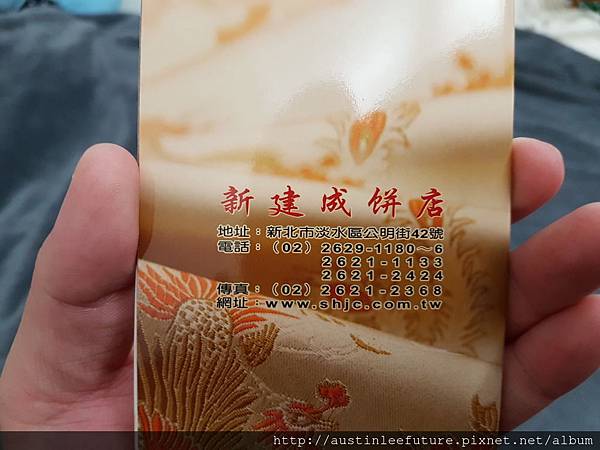 新建成餅店
地址：新北市淡水區公明街42號
電話：（02）2629-1180～6
2621-1133
2621-2424
傳真：（02）2621-2368
網址：www.shjc.com.tw
http://austinleefuture.pixnet.net/album